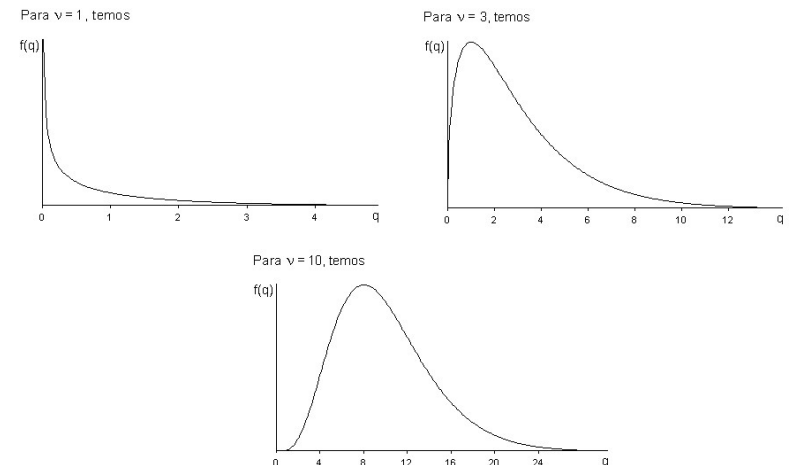 Para ν = 1, temos
f(q)
0 1 2 3 4 q
Para ν = 3, temos
f(q)
0 2 4 6 8 10 12 q
Para ν = 10, temos
f(q)
0 4 8 12 16 20 24 q